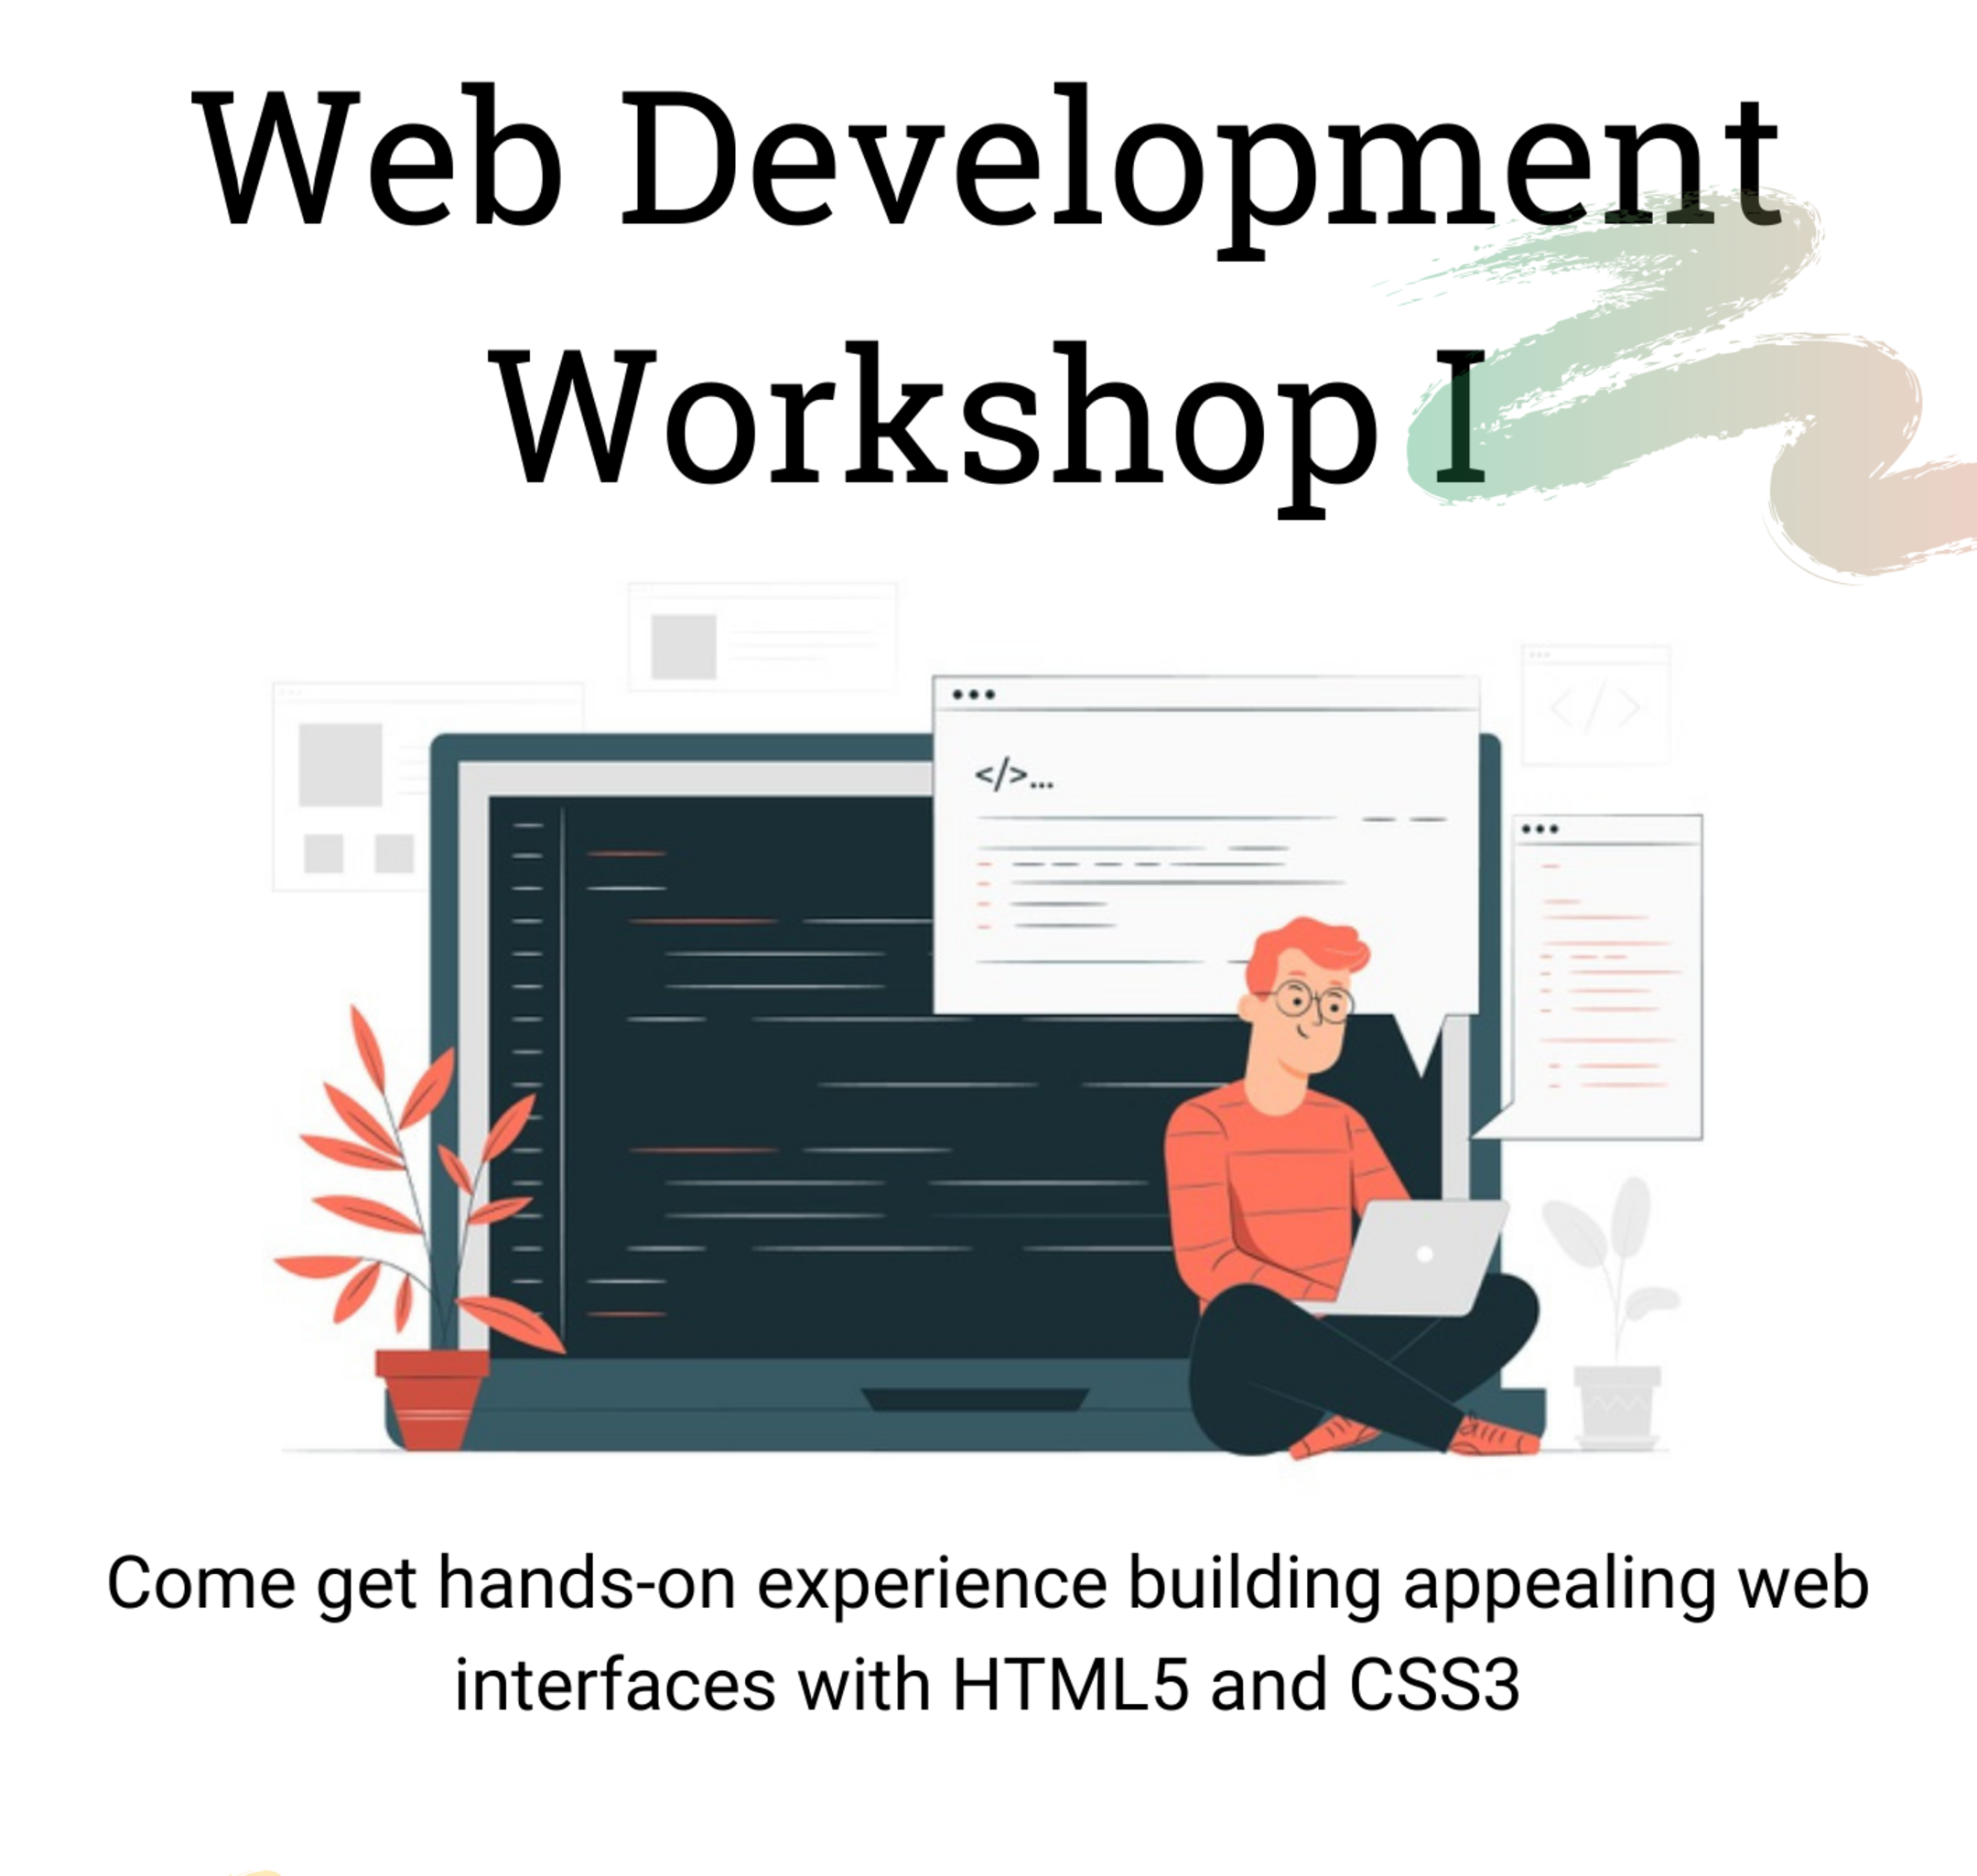 Web Development
Workshop I
</>
</>...
Come get hands-on experience building appealing web
interfaces with HTML5 and CSS3